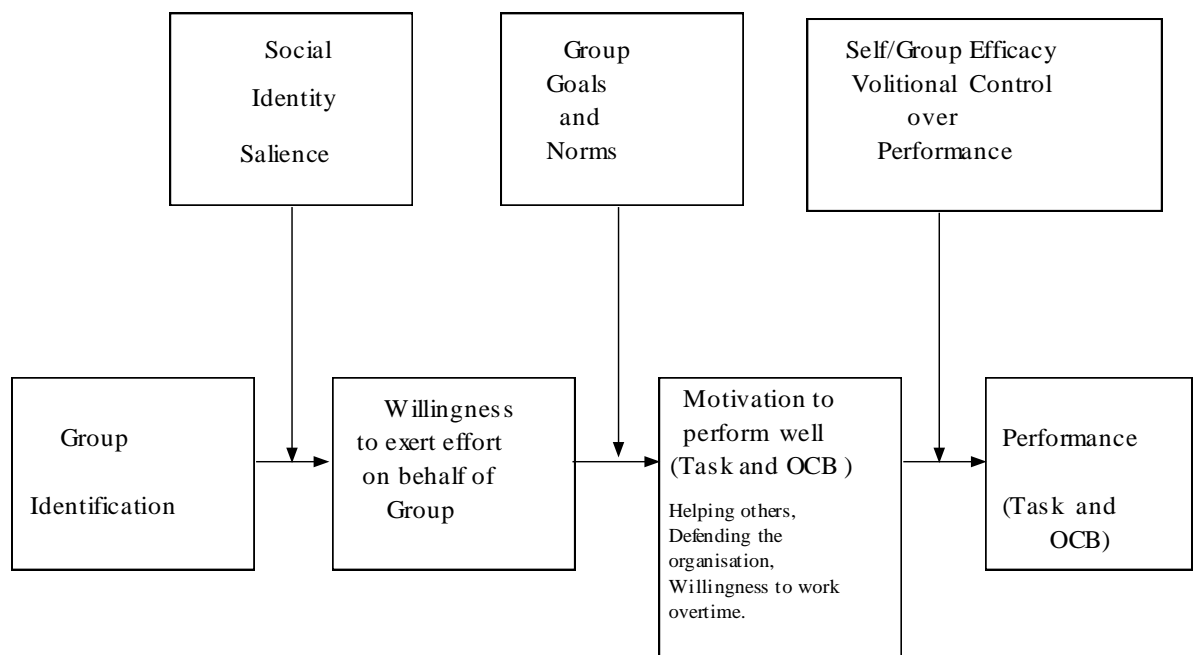 Social
Identity
Salience
Group
Goals
and
Norms
Self/Group Efficacy
Volitional Control
over
Performance
Group
Identification
Willingness
to exert effort
on behalf of
Group
Motivation to
perform well
(Task and OCB )
Helping others,
Defending the
organisation,
Willingness to work
overtime.
Performance
(Task and
OCB)